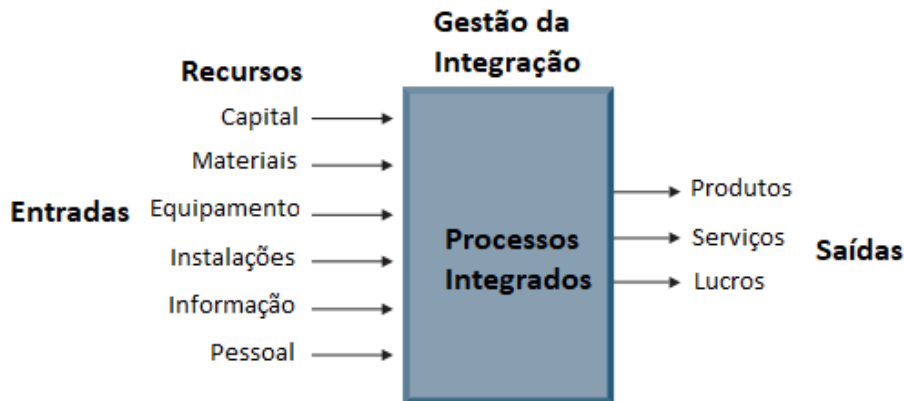 Gestão da
Integração
Recursos
Capital
Materiais
Entradas
Equipamento
Instalações
Informação
Pessoal
Processos
Integrados
Produtos
Serviços
Lucros
Saídas